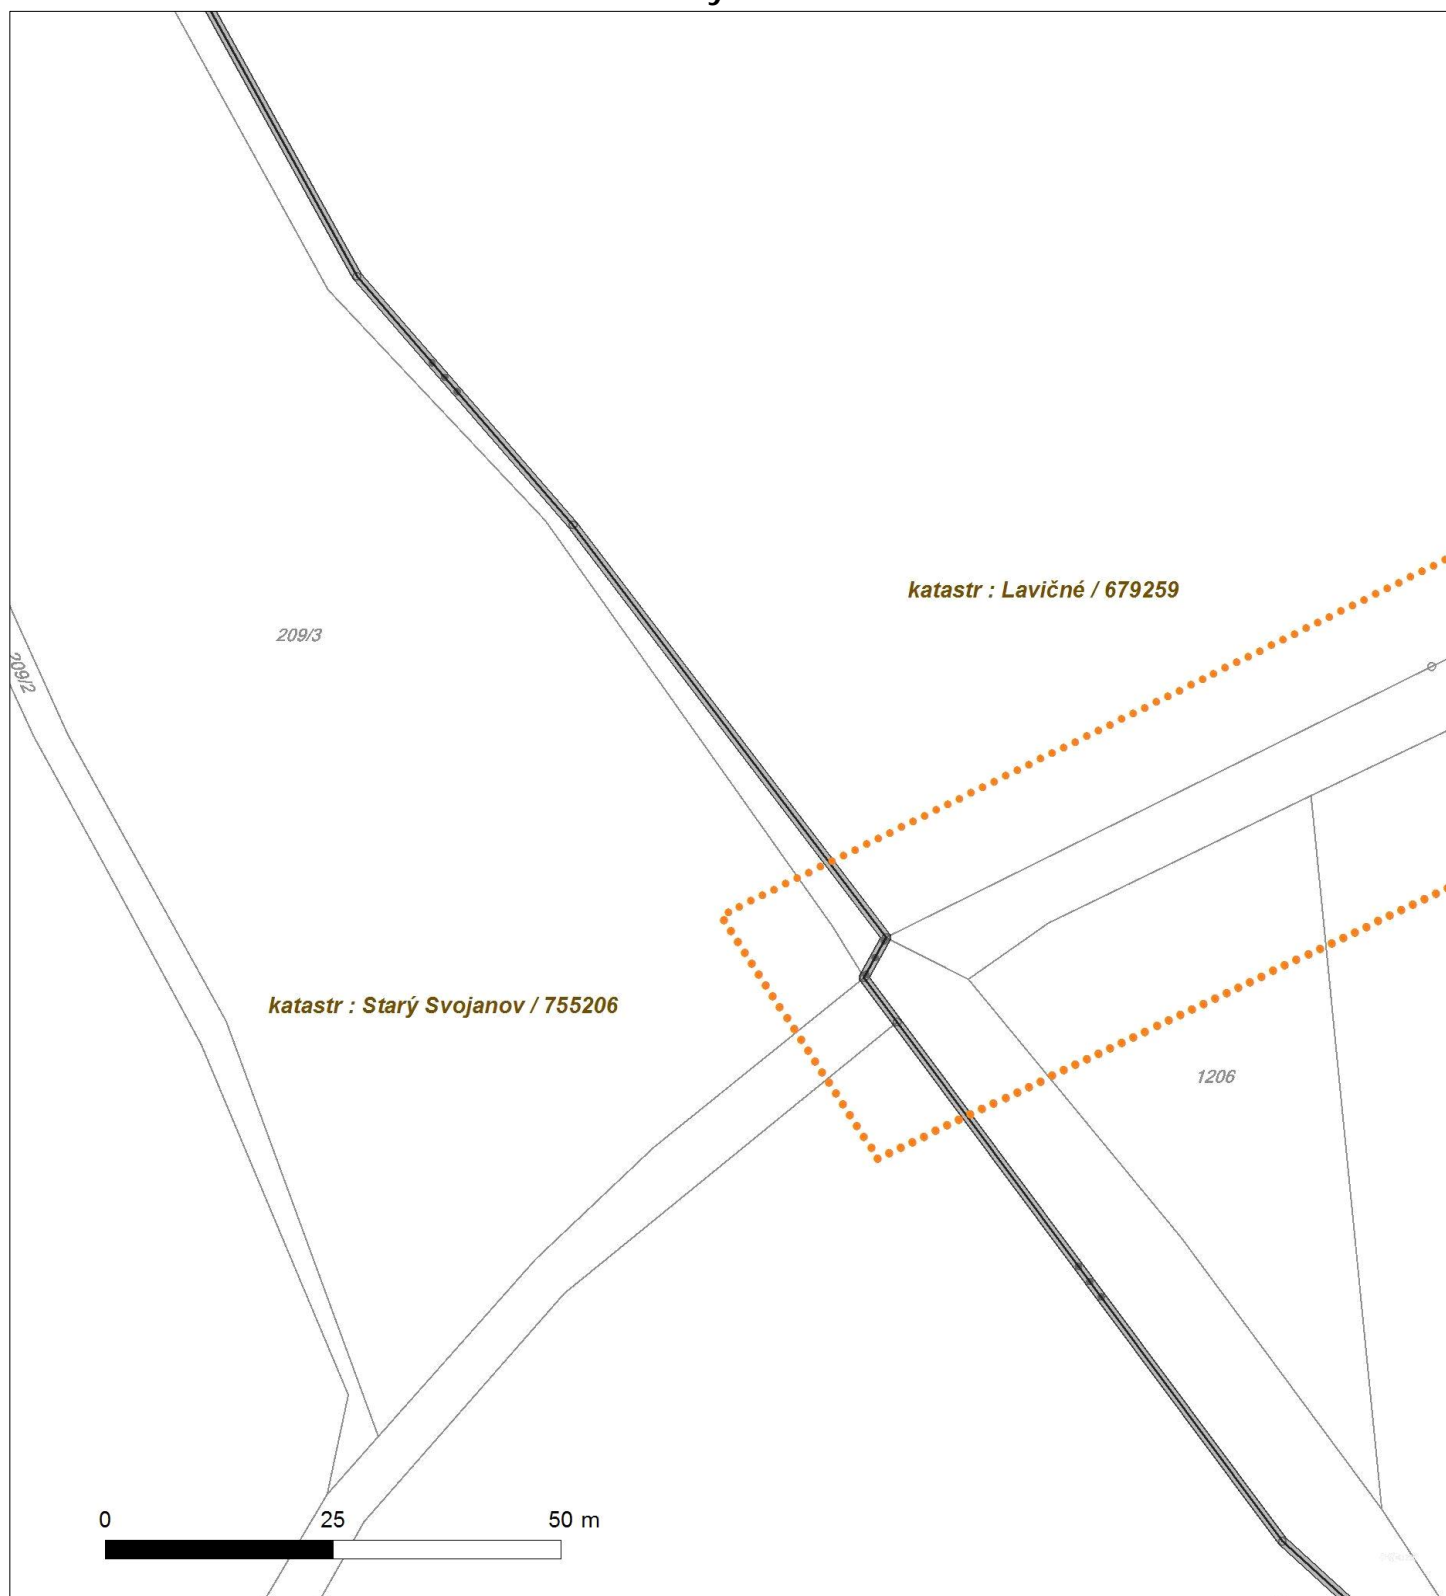 katastr : Lavičné / 679259
209/3
209/2
katastr : Starý Svojanov / 755206
1206
0 25 50 m